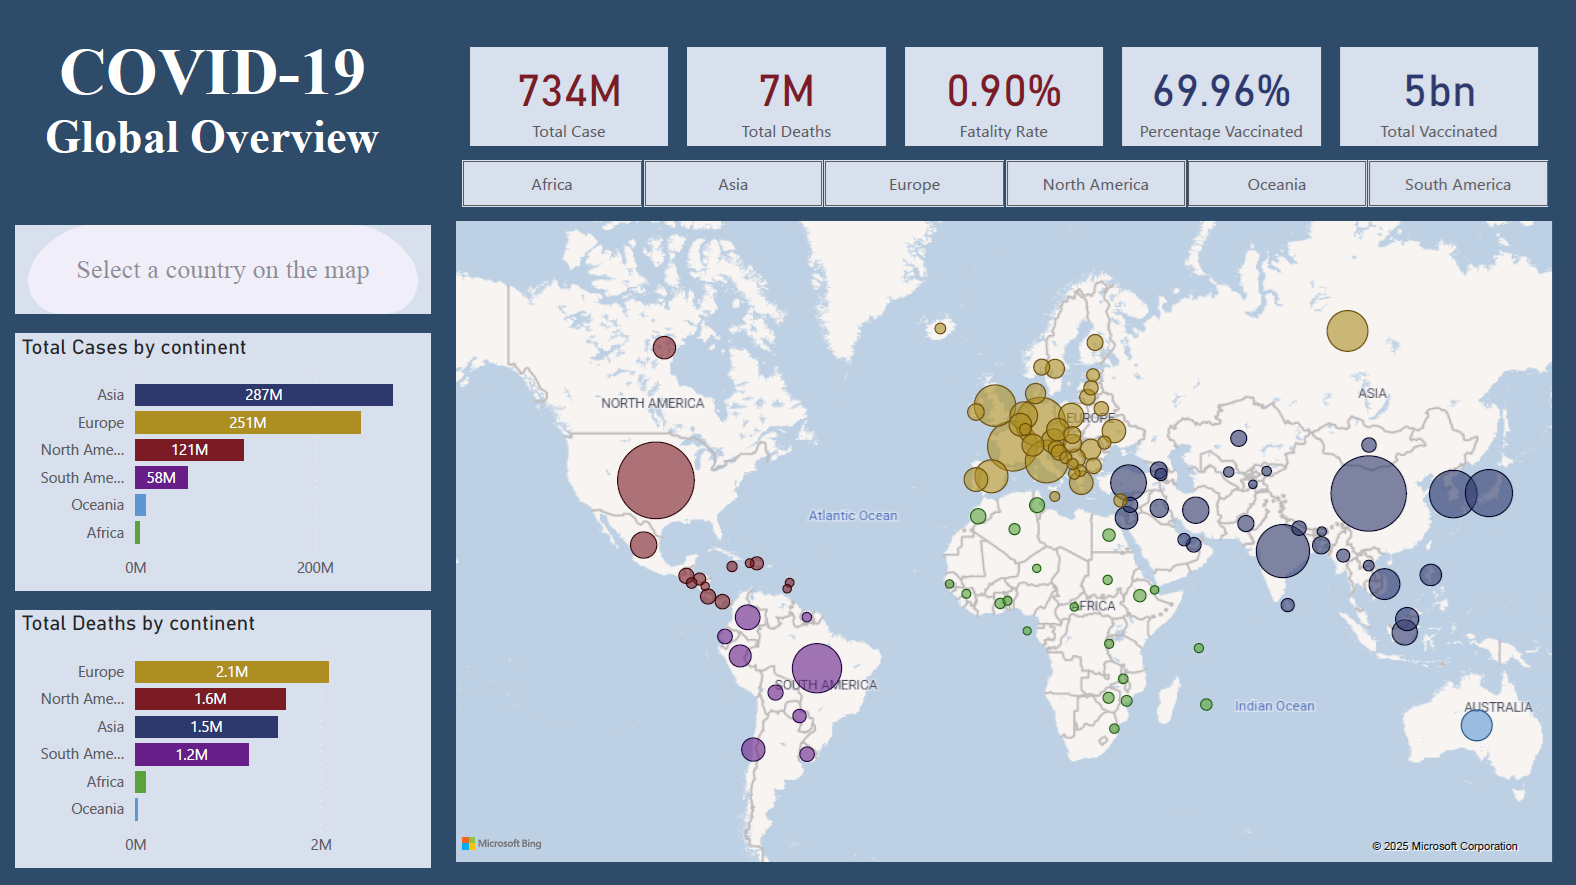 COVID-19
Global Overview
734M
Total Case
7M
Total Deaths
0.90%
Fatality Rate
69.96%
Percentage Vaccinated
5bn
Total Vaccinated
Africa
Asia
Europe
North America
Oceania
South America
Select a country on the map
Total Cases by continent
Asia
287M
Europe
251M
North Ame...
121M
South Ame...
58M
Oceania
Africa
0M
200M
Total Deaths by continent
Europe
2.1M
North Ame...
1.6M
Asia
1.5M
South Ame...
1.2M
Africa
Oceania
0M
2M
NORTH AMERICA
EUROPE
ASIA
Atlantic Ocean
AFRICA
SOUTH AMERICA
Indian Ocean
AUSTRALIA
Microsoft Bing
© 2025 Microsoft Corporation